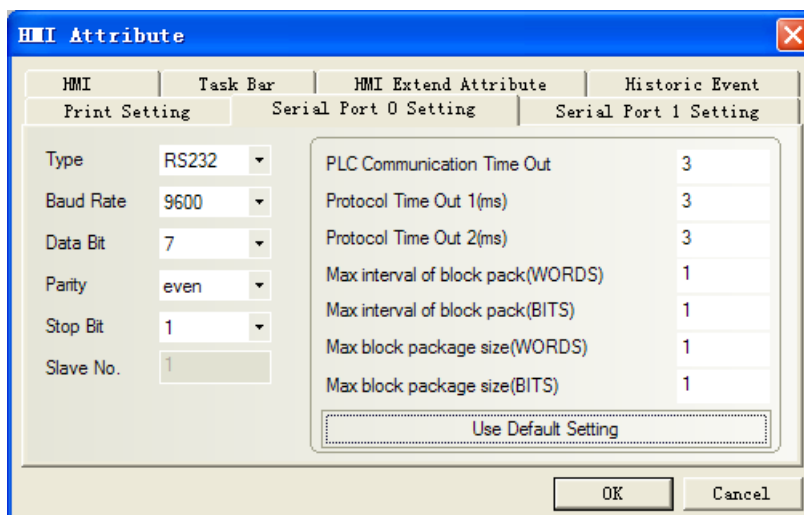 HMI Attribute
HMI
Task Bar
HMI Extend Attribute
Historic Event
Print Setting
Serial Port 0 Setting
Serial Port 1 Setting
Type RS232
Baud Rate 9600
Data Bit 7
Parity even
Stop Bit 1
Slave No. 1
PLC Communication Time Out 3
Protocol Time Out 1(ms) 3
Protocol Time Out 2(ms) 3
Max interval of block pack(WORDS) 1
Max interval of block pack(BITS) 1
Max block package size(WORDS) 1
Max block package size(BITS) 1
Use Default Setting
OK
Cancel